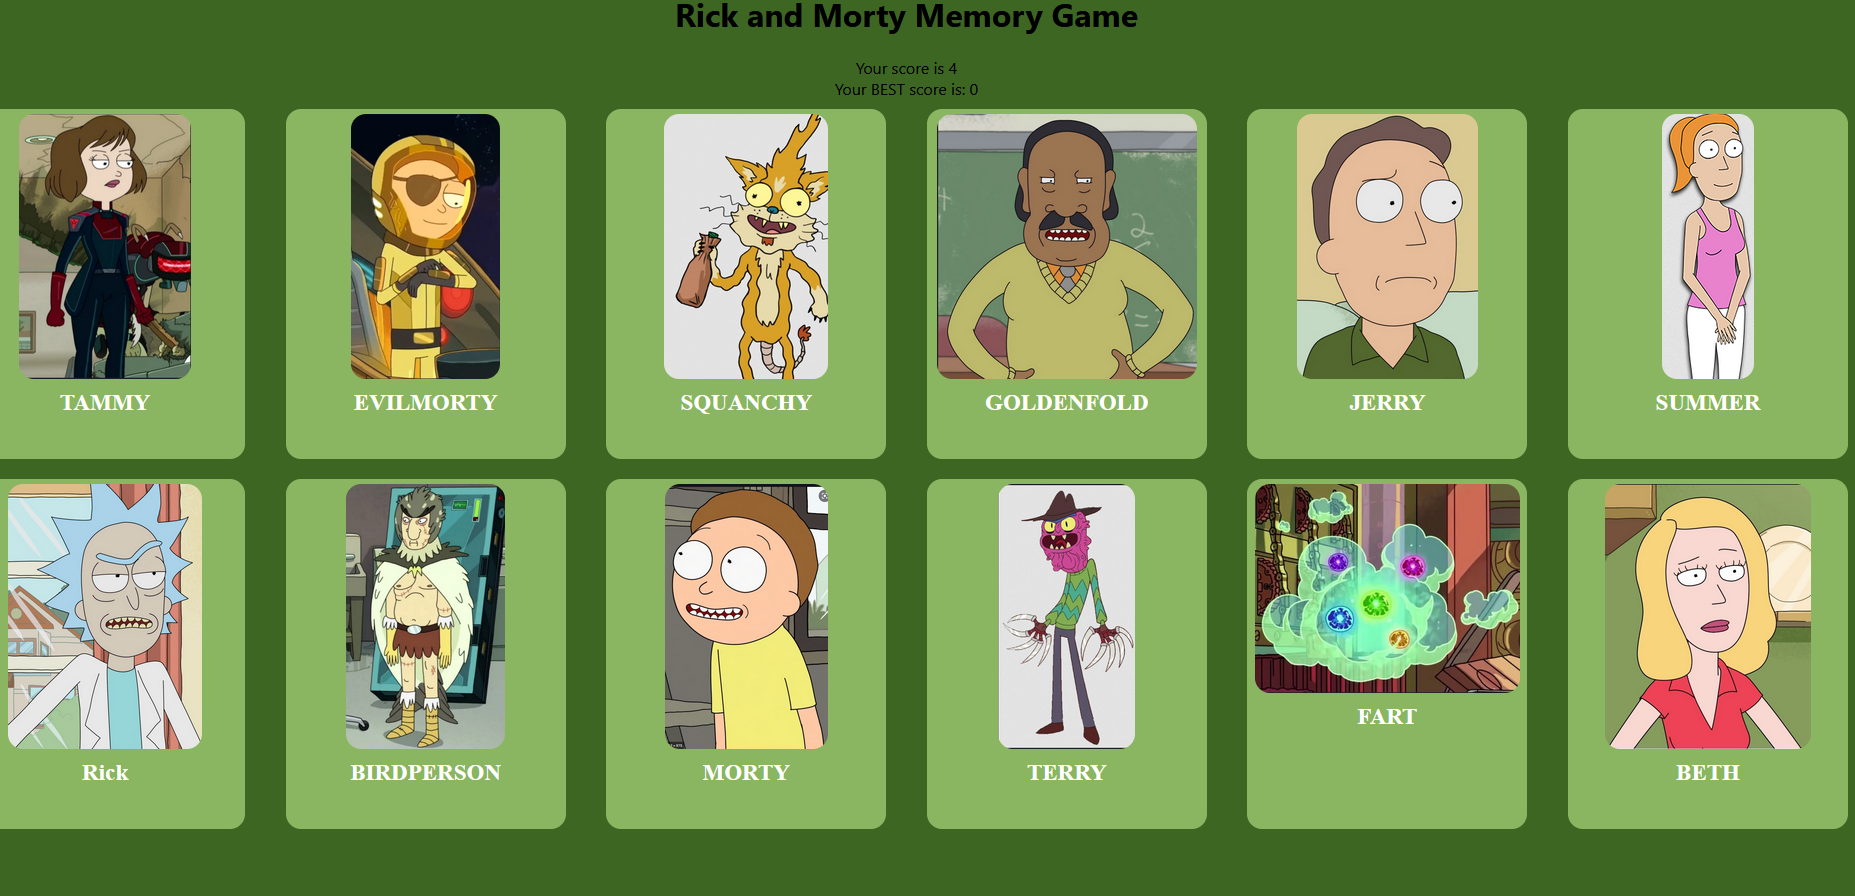 Rick and Morty Memory Game
Your score is 4
Your BEST score is: 0
TAMMY
EVILMORTY
SQUANCHY
GOLDENFOLD
JERRY
SUMMER
Rick
BIRDPERSON
MORTY
TERRY
FART
BETH